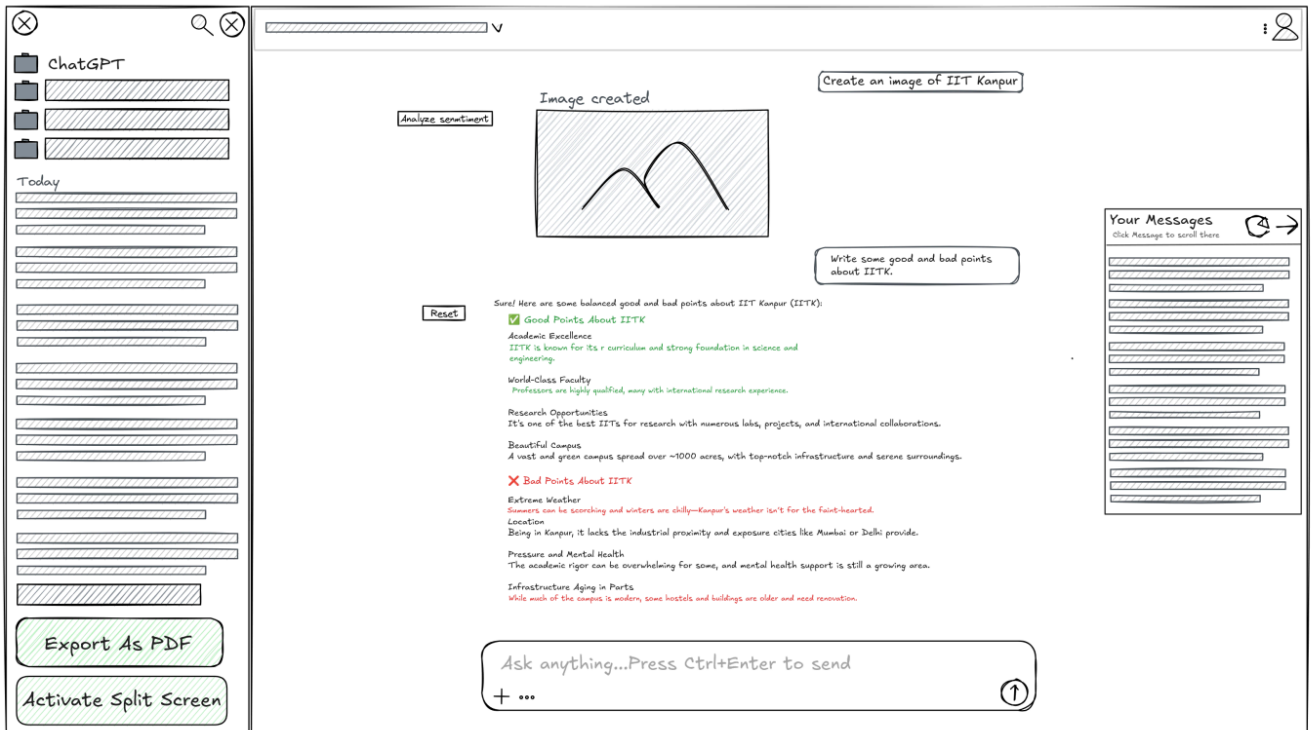 ChatGPT
Today
Export As PDF
Activate Split Screen
Create an image of IIT Kanpur
Image created
Analyze senmtiment
Write some good and bad points
about IITK.
Reset
Sure! Here are some balanced good and bad points about IIT Kanpur (IITK):
✅ Good Points About IITK
Academic Excellence
IITK is known for its r curriculum and strong foundation in science and
engineering.
World-Class Faculty
Professors are highly qualified, many with international research experience.
Research Opportunities
It's one of the best IITs for research with numerous labs, projects, and international collaborations.
Beautiful Campus
A vast and green campus spread over ~1000 acres, with top-notch infrastructure and serene surroundings.
❌ Bad Points About IITK
Extreme Weather
Summers can be scorching and winters are chilly—Kanpur's weather isn't for the faint-hearted.
Location
Being in Kanpur, it lacks the industrial proximity and exposure cities like Mumbai or Delhi provide.
Pressure and Mental Health
The academic rigor can be overwhelming for some, and mental health support is still a growing area.
Infrastructure Aging in Parts
While much of the campus is modern, some hostels and buildings are older and need renovation.
Ask anything...Press Ctrl+Enter to send
Your Messages
Click Message to scroll there